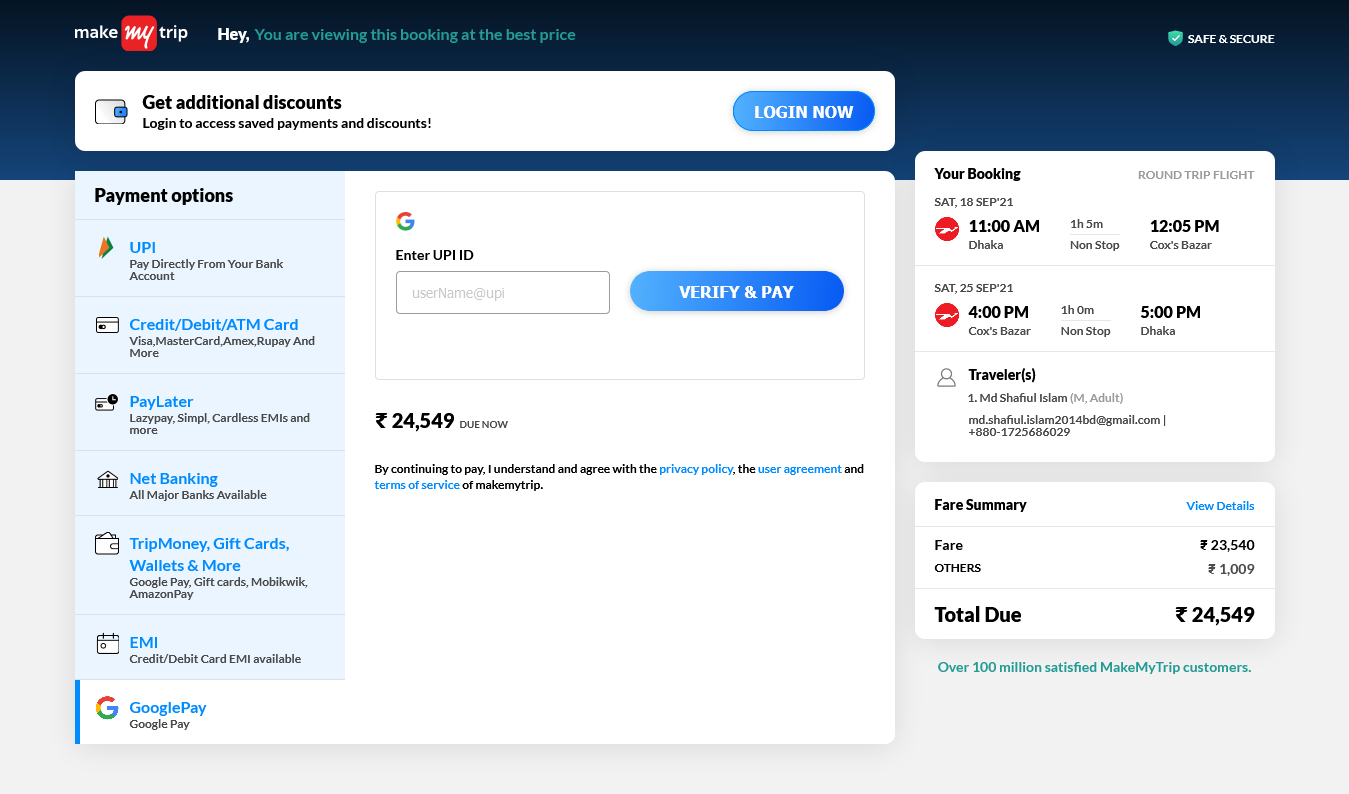 make my trip
Hey, You are viewing this booking at the best price
SAFE & SECURE
Get additional discounts
Login to access saved payments and discounts!
LOGIN NOW
Payment options
UPI
Pay Directly From Your Bank
Account
Credit/Debit/ATM Card
Visa,MasterCard,Amex,Rupay And
More
PayLater
Lazypay, Simpl, Cardless EMIs and
more
Net Banking
All Major Banks Available
TripMoney, Gift Cards,
Wallets & More
Google Pay, Gift cards, Mobikwik,
AmazonPay
EMI
Credit/Debit Card EMI available
GooglePay
Google Pay
Enter UPI ID
userName@upi
VERIFY & PAY
₹ 24,549 DUE NOW
By continuing to pay, I understand and agree with the privacy policy, the user agreement and
terms of service of makemytrip.
Your Booking
ROUND TRIP FLIGHT
SAT, 18 SEP'21
11:00 AM
1h 5m
12:05 PM
Dhaka
Non Stop
Cox's Bazar
SAT, 25 SEP'21
4:00 PM
1h 0m
5:00 PM
Cox's Bazar
Non Stop
Dhaka
Traveler(s)
1. Md Shafiul Islam (M, Adult)
md.shafiul.islam2014bd@gmail.com |
+880-1725686029
Fare Summary
View Details
Fare
₹ 23,540
OTHERS
₹ 1,009
Total Due
₹ 24,549
Over 100 million satisfied MakeMyTrip customers.